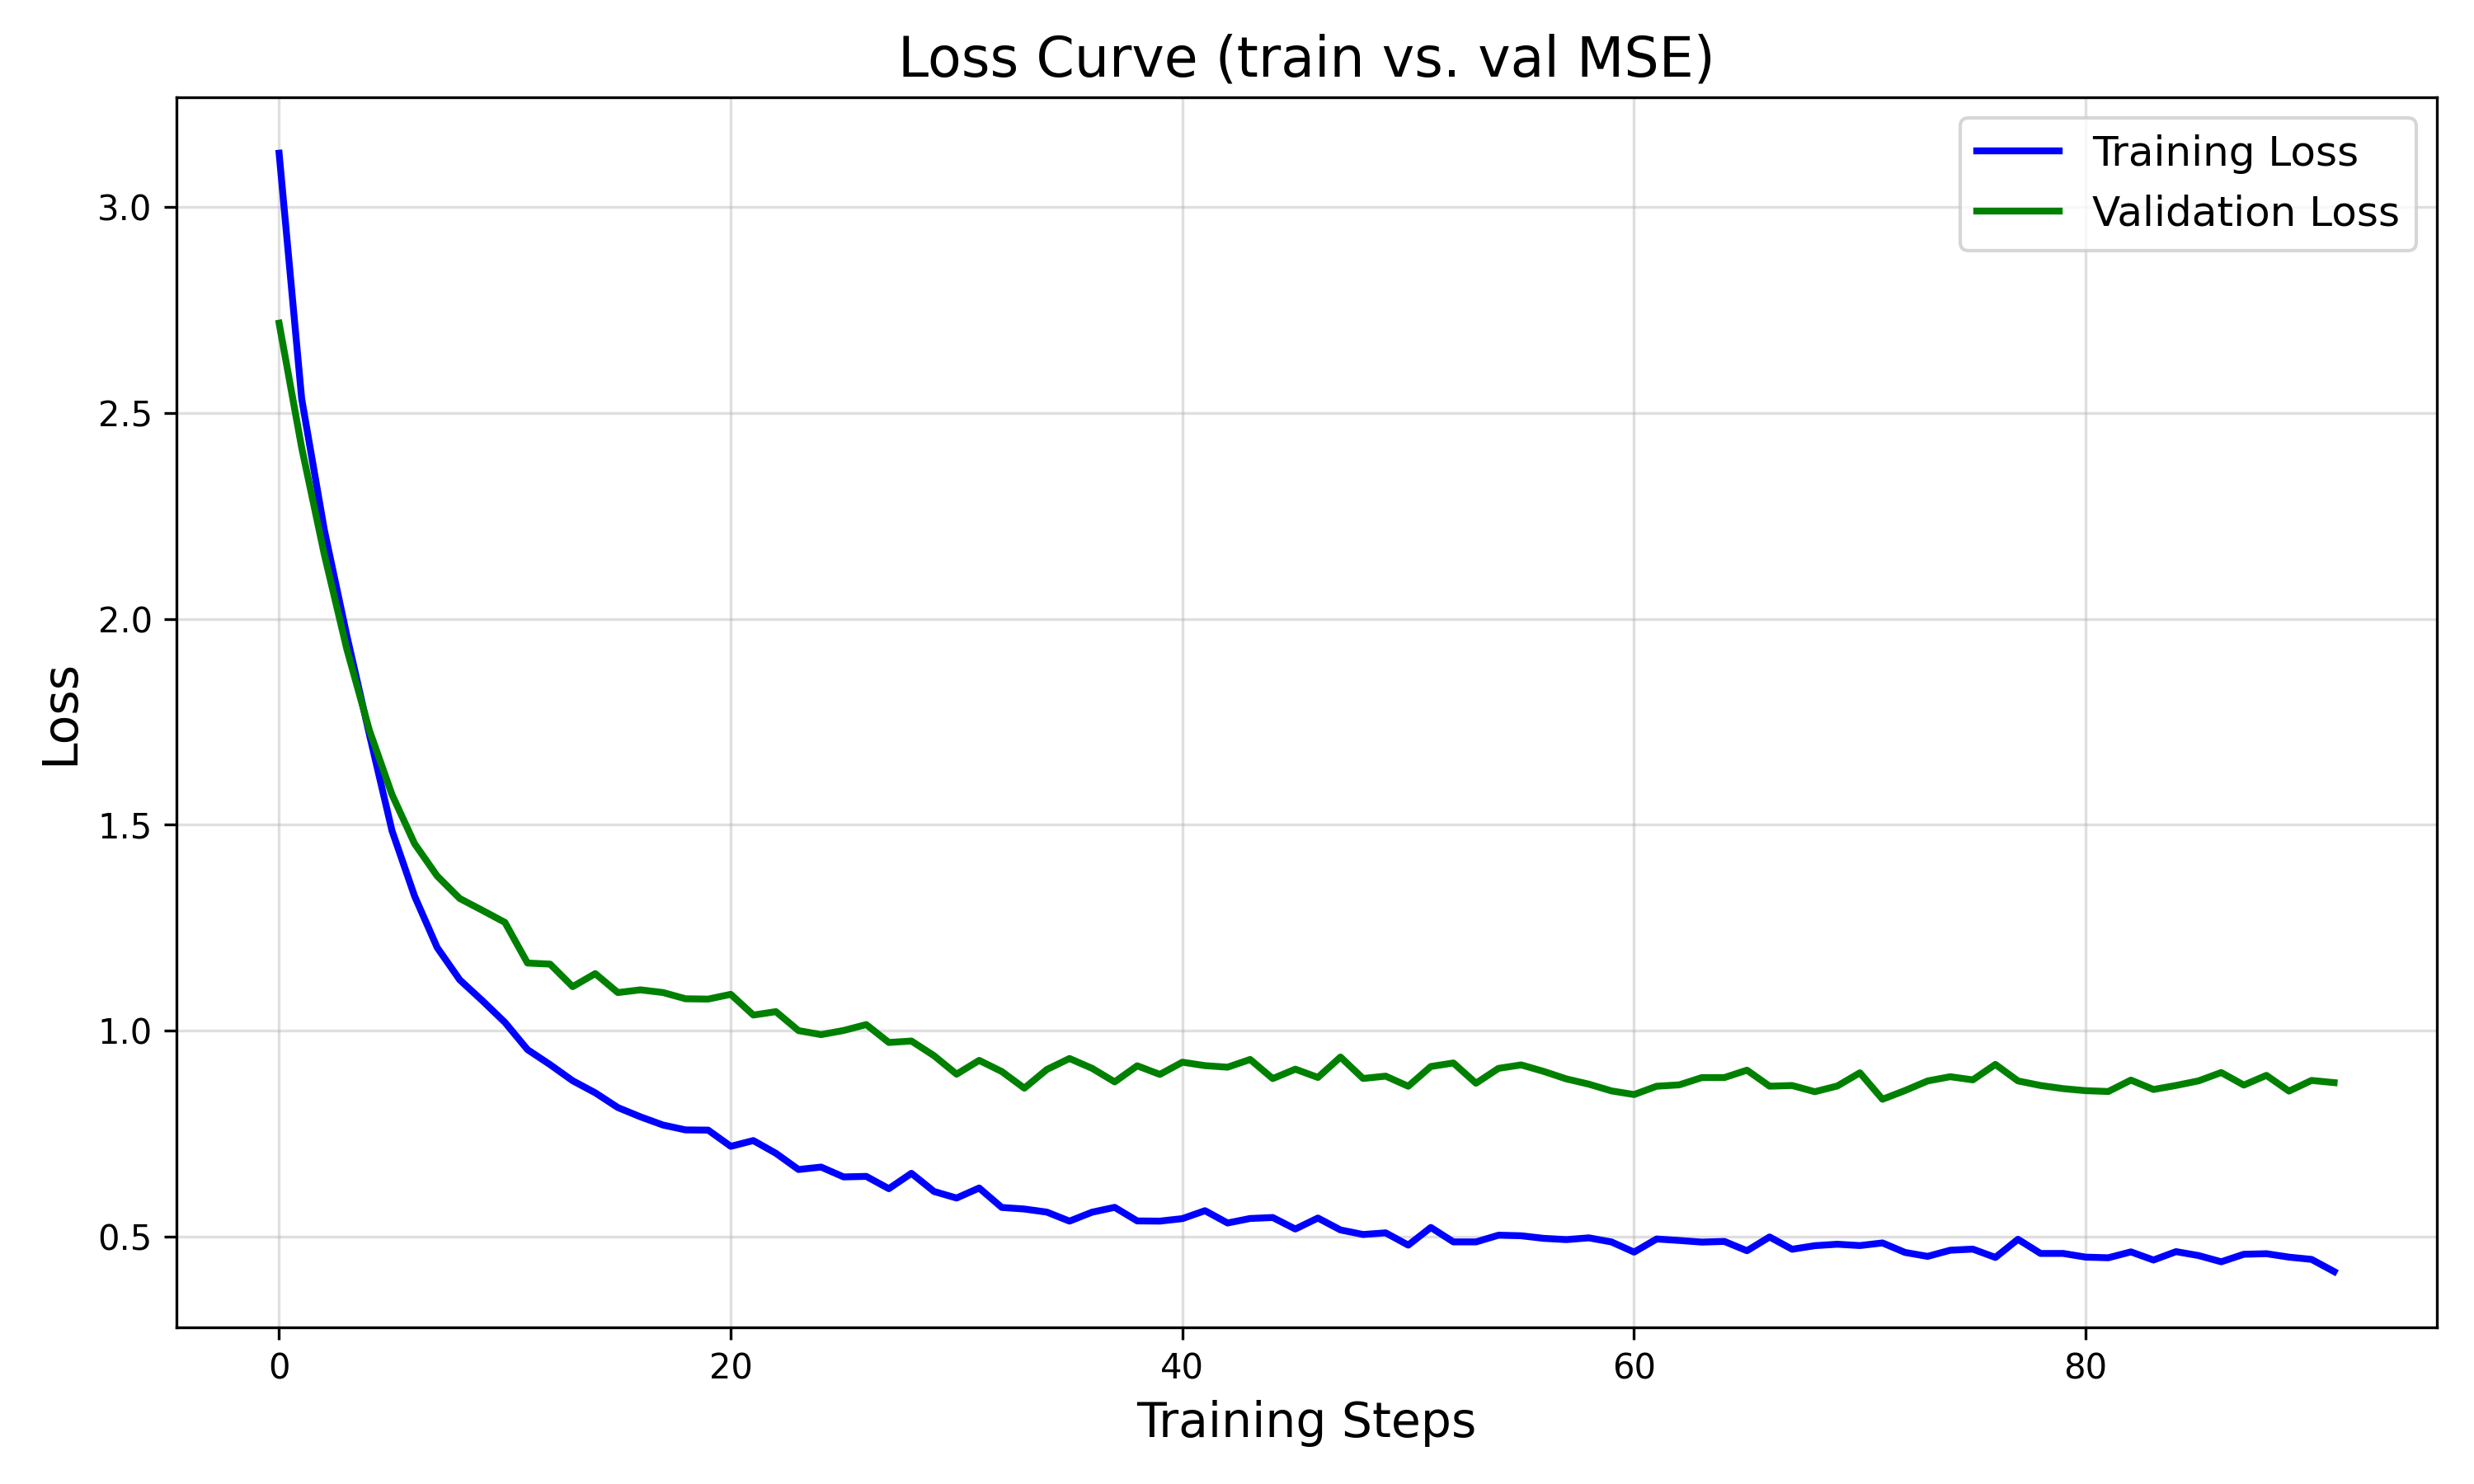 Loss Curve (train vs. val MSE)
Training Loss
Validation Loss
3.0
2.5
2.0
1.5
1.0
0.5
Loss
0 20 40 60 80
Training Steps